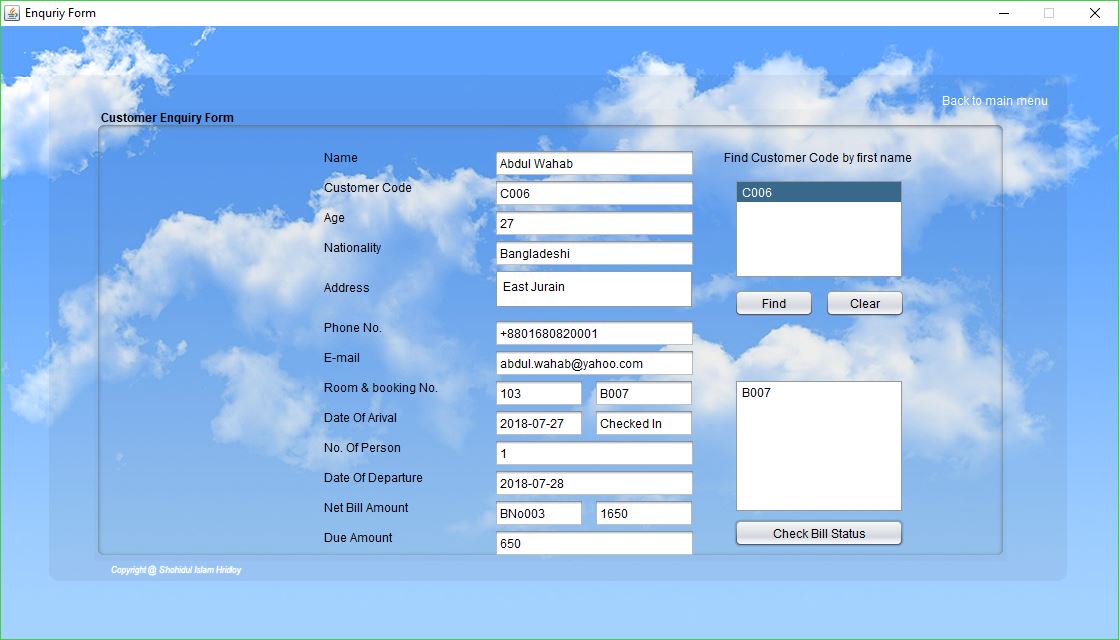 Enquriy Form
Back to main menu
Customer Enquiry Form
Name Abdul Wahab
Find Customer Code by first name
Customer Code C006
C006
Age 27
Nationality Bangladeshi
Address East Jurain
Find Clear
Phone No. +8801680820001
E-mail abdul.wahab@yahoo.com
Room & booking No. 103 B007
B007
Date Of Arival 2018-07-27 Checked In
No. Of Person 1
Date Of Departure 2018-07-28
Net Bill Amount BNo003 1650
Check Bill Status
Due Amount 650
Copyright@ Shohidul Islam Hridoy